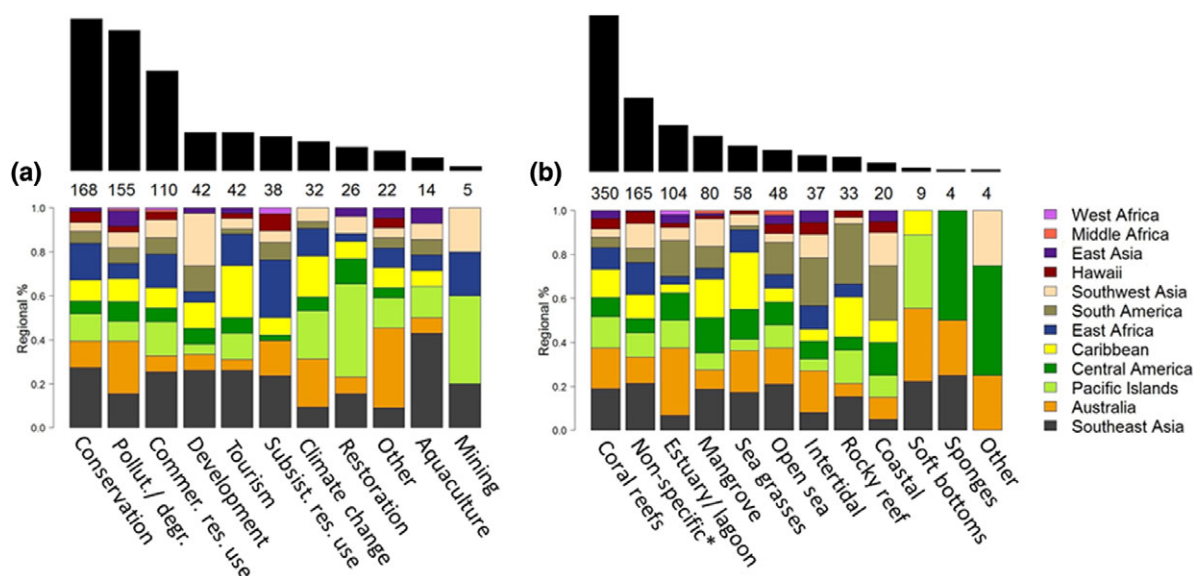 (a)
168 155 110 42 42 38 32 26 22 14 5
Regional %
1.0
0.8
0.6
0.4
0.2
0.0
Conservation
Pollut./ degr.
Commer. res. use
Development
Tourism
Subsist. res. use
Climate change
Restoration
Other
Aquaculture
Mining
(b)
350 165 104 80 58 48 37 33 20 9 4 4
Regional %
1.0
0.8
0.6
0.4
0.2
0.0
Coral reefs
Non-specific*
Estuary/ lagoon
Mangrove
Sea grasses
Open sea
Intertidal
Rocky reef
Coastal
Soft bottoms
Sponges
Other
West Africa
Middle Africa
East Asia
Hawaii
Southwest Asia
South America
East Africa
Caribbean
Central America
Pacific Islands
Australia
Southeast Asia